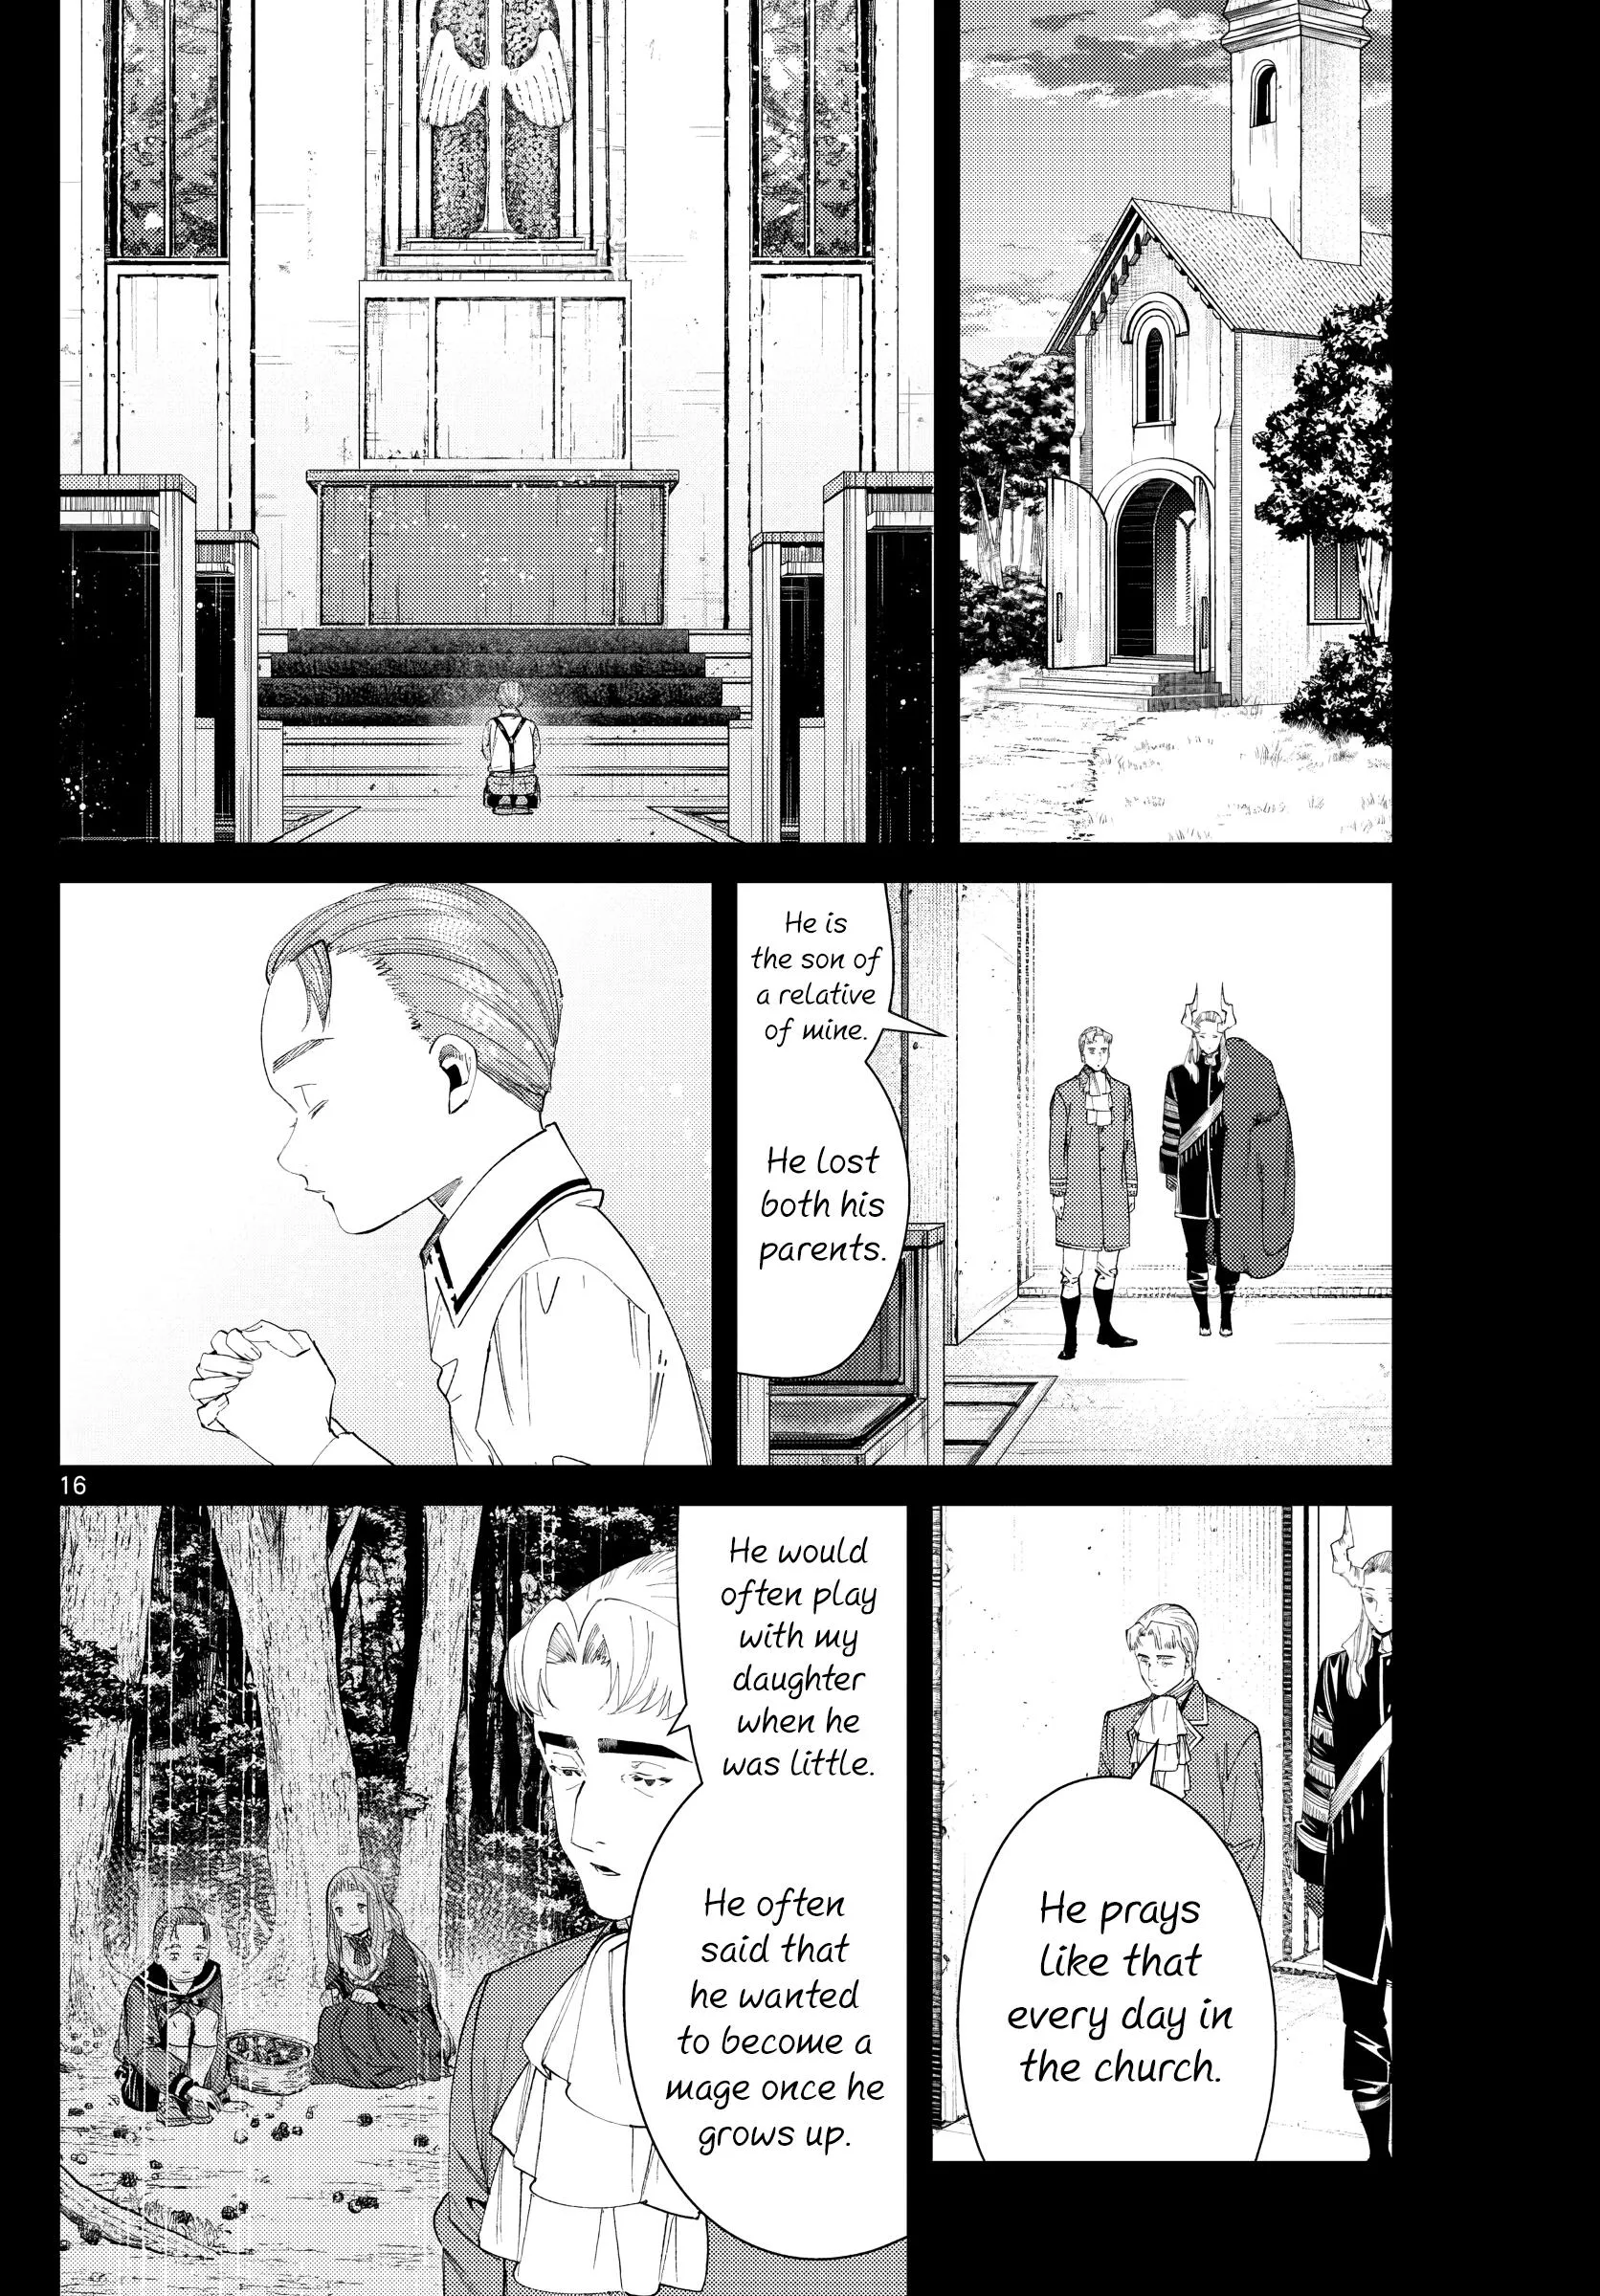 He is
the son of
a relative
of mine.
He lost
both his
parents.
He prays
like that
every day in
the church.
He would
often play
with my
daughter
when he
was little.
He often
said that
he wanted
to become a
mage once he
grows up.
16